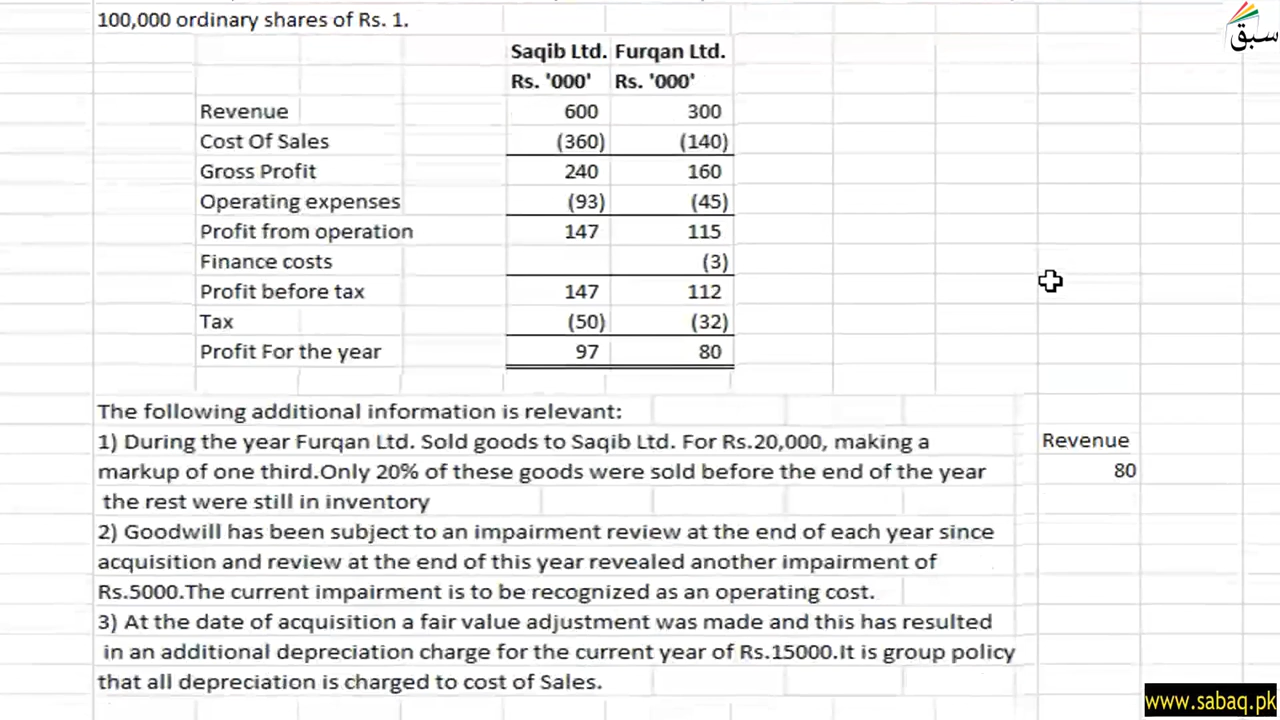 100,000 ordinary shares of Rs. 1.
سبق
Saqib Ltd. Furqan Ltd.
Rs. '000' Rs. '000'
Revenue 600 300
Cost Of Sales (360) (140)
Gross Profit 240 160
Operating expenses (93) (45)
Profit from operation 147 115
Finance costs (3)
Profit before tax 147 112
Tax (50) (32)
Profit For the year 97 80
The following additional information is relevant:
1) During the year Furqan Ltd. Sold goods to Saqib Ltd. For Rs.20,000, making a
markup of one third.Only 20% of these goods were sold before the end of the year
the rest were still in inventory
2) Goodwill has been subject to an impairment review at the end of each year since
acquisition and review at the end of this year revealed another impairment of
Rs.5000.The current impairment is to be recognized as an operating cost.
3) At the date of acquisition a fair value adjustment was made and this has resulted
in an additional depreciation charge for the current year of Rs.15000.It is group policy
that all depreciation is charged to cost of Sales.
Revenue
80
www.sabaq.pk